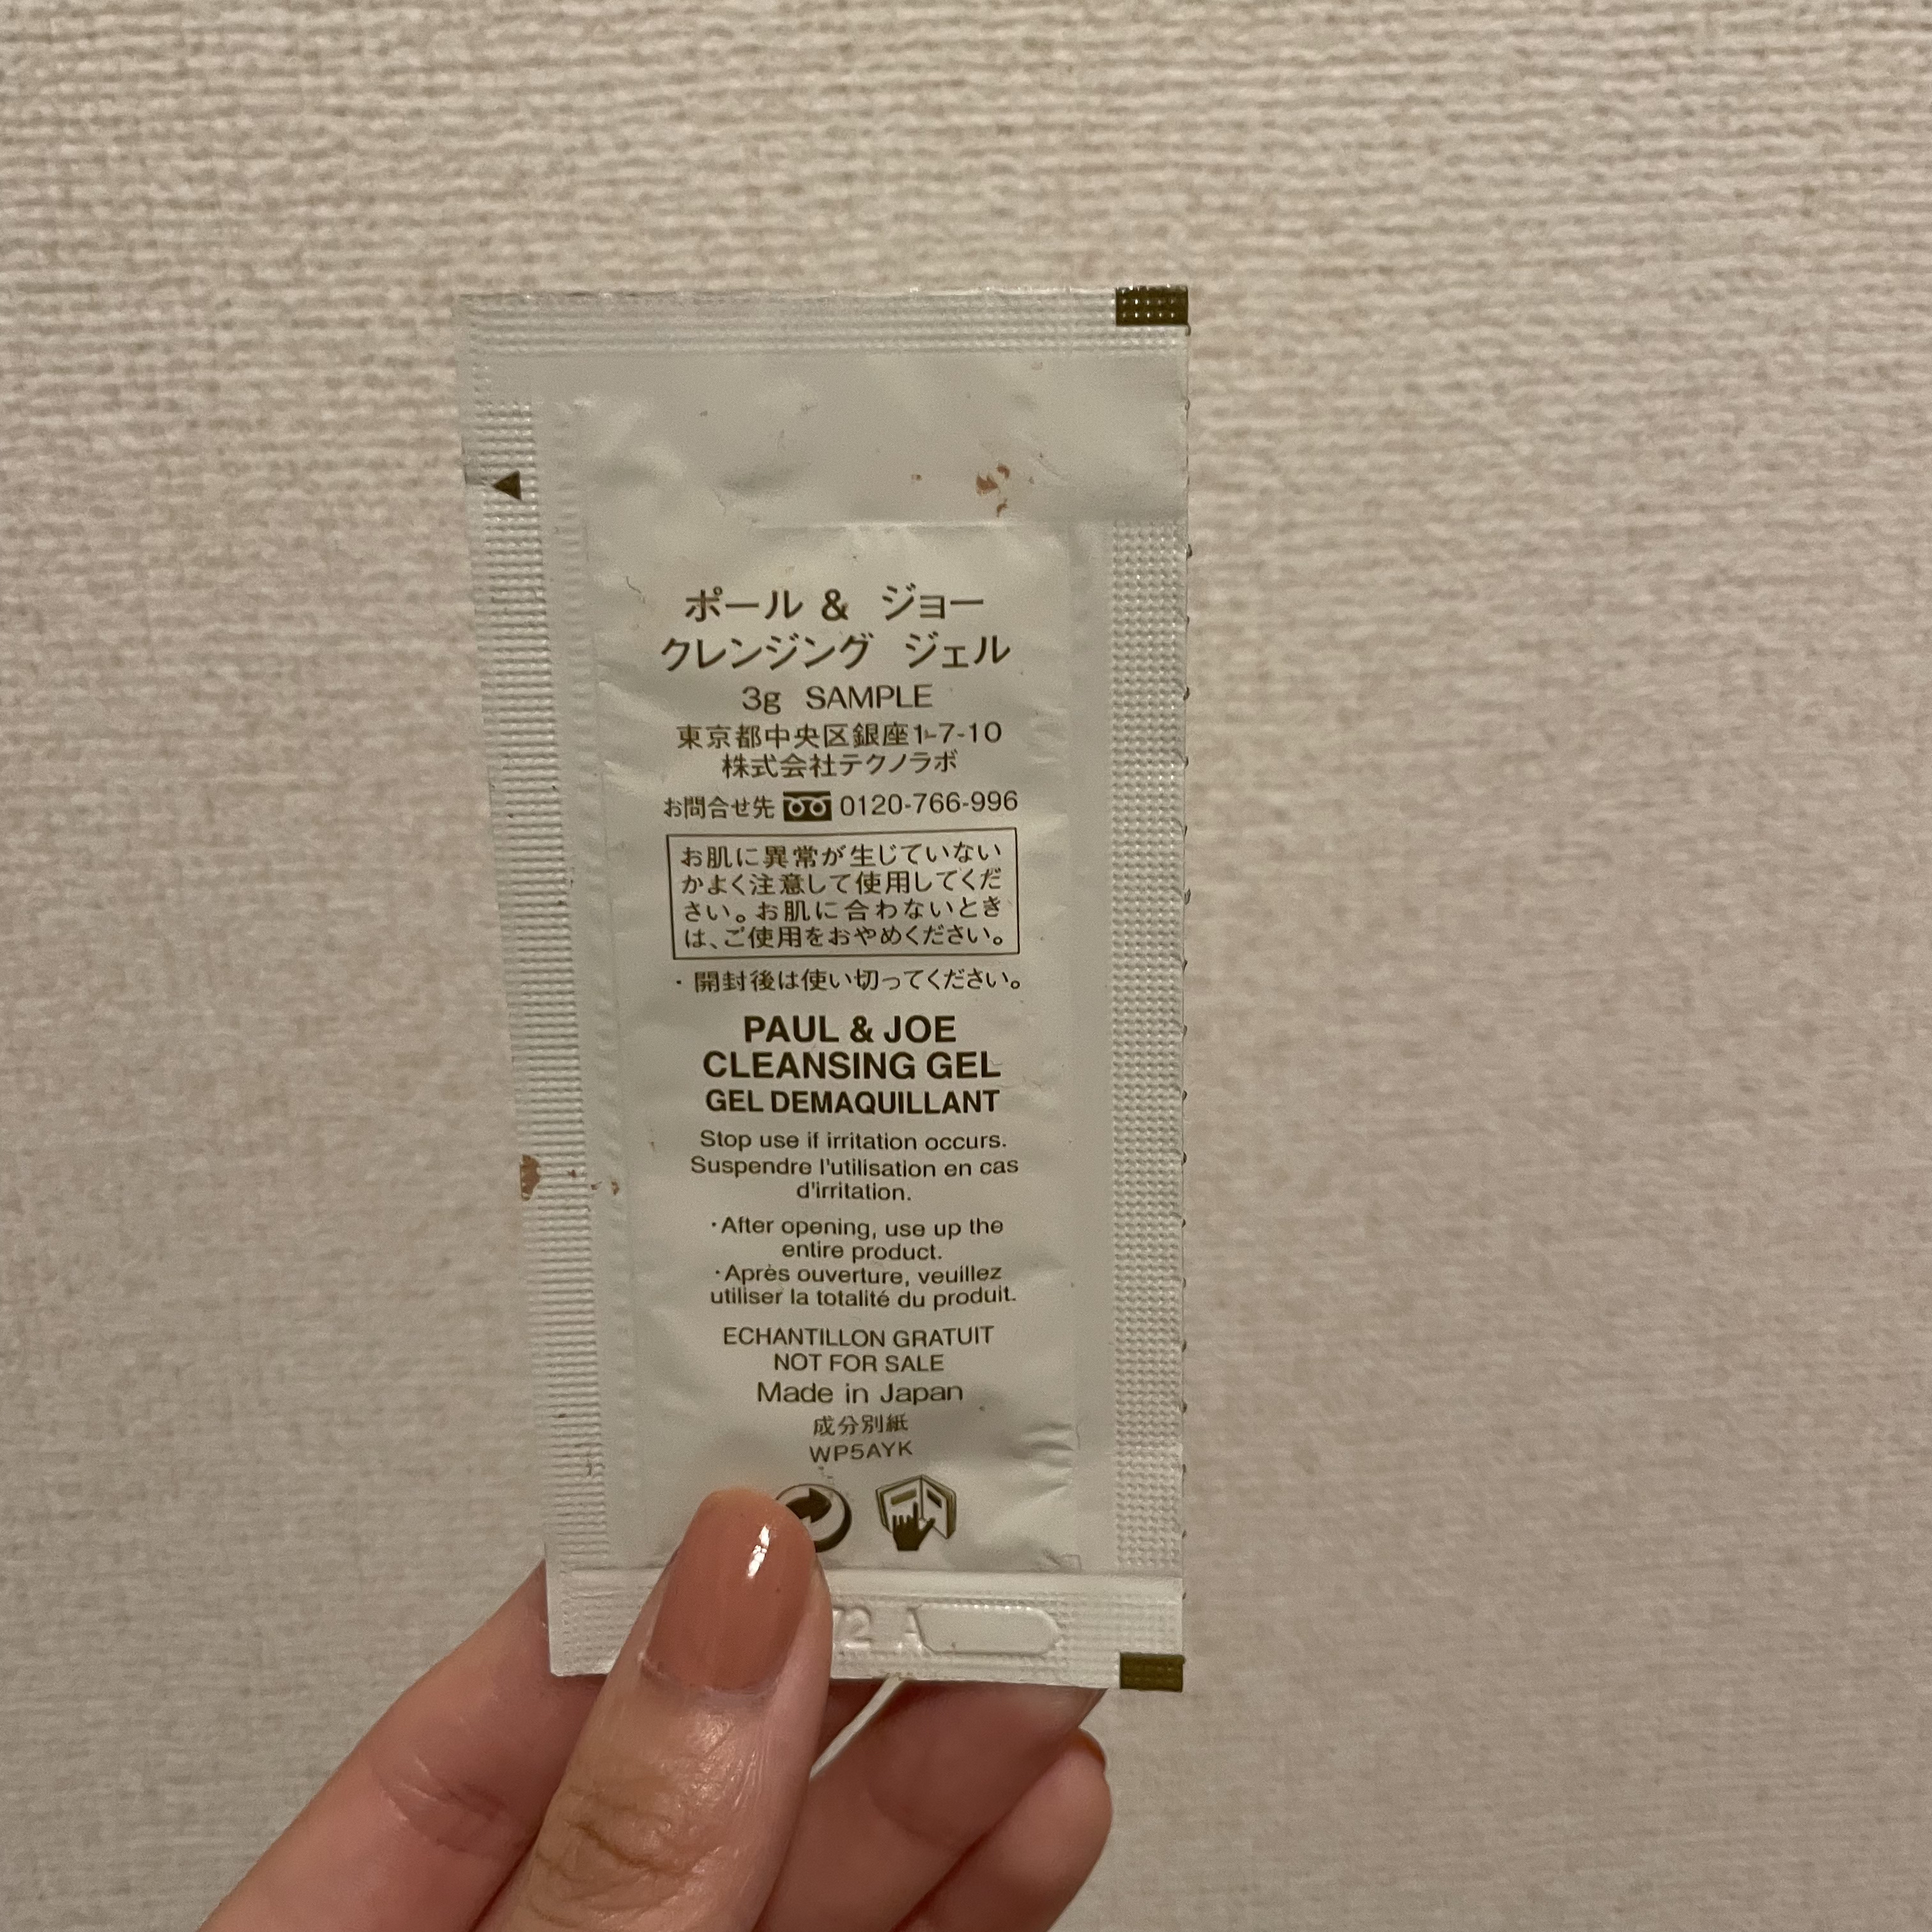 ポール & ジョー
クレンジング ジェル
3g SAMPLE
東京都中央区銀座1-7-10
株式会社テクノラボ
お問合せ先 0120-766-996
お肌に異常が生じていない
かよく注意して使用してくだ
さい。お肌に合わないとき
は、ご使用をおやめください。
・開封後は使い切ってください。
PAUL & JOE
CLEANSING GEL
GEL DEMAQUILLANT
Stop use if irritation occurs.
Suspendre l'utilisation en cas
d'irritation.
・After opening, use up the
entire product.
・Après ouverture, veuillez
utiliser la totalité du produit.
ECHANTILLON GRATUIT
NOT FOR SALE
Made in Japan
成分別紙
WP5AYK